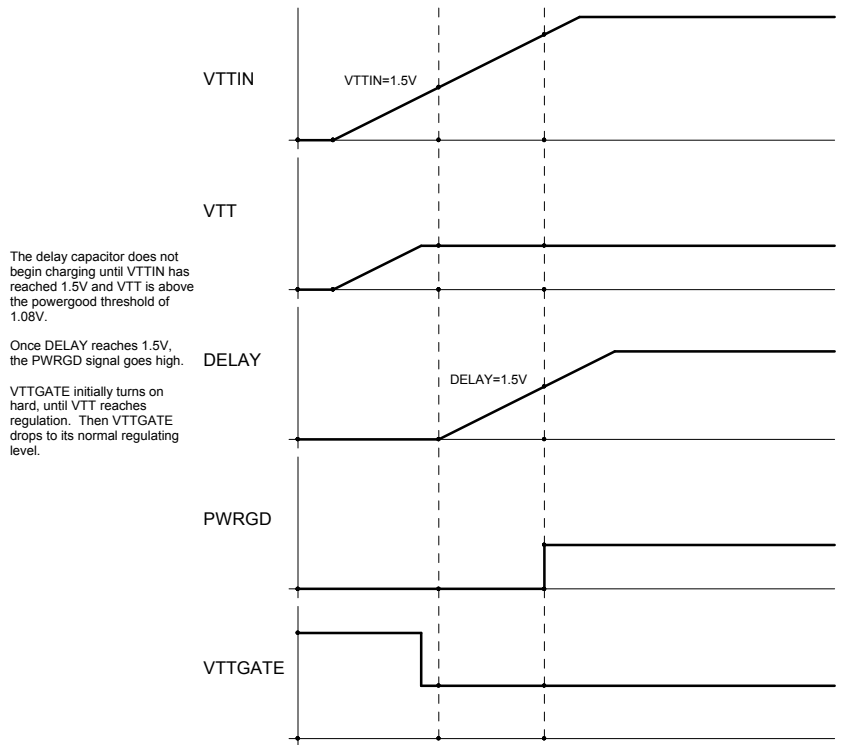 VTTIN
VTTIN=1.5V
VTT
The delay capacitor does not
begin charging until VTTIN has
reached 1.5V and VTT is above
the powergood threshold of
1.08V.
Once DELAY reaches 1.5V,
the PWRGD signal goes high.
VTTGATE initially turns on
hard, until VTT reaches
regulation. Then VTTGATE
drops to its normal regulating
level.
DELAY
DELAY=1.5V
PWRGD
VTTGATE